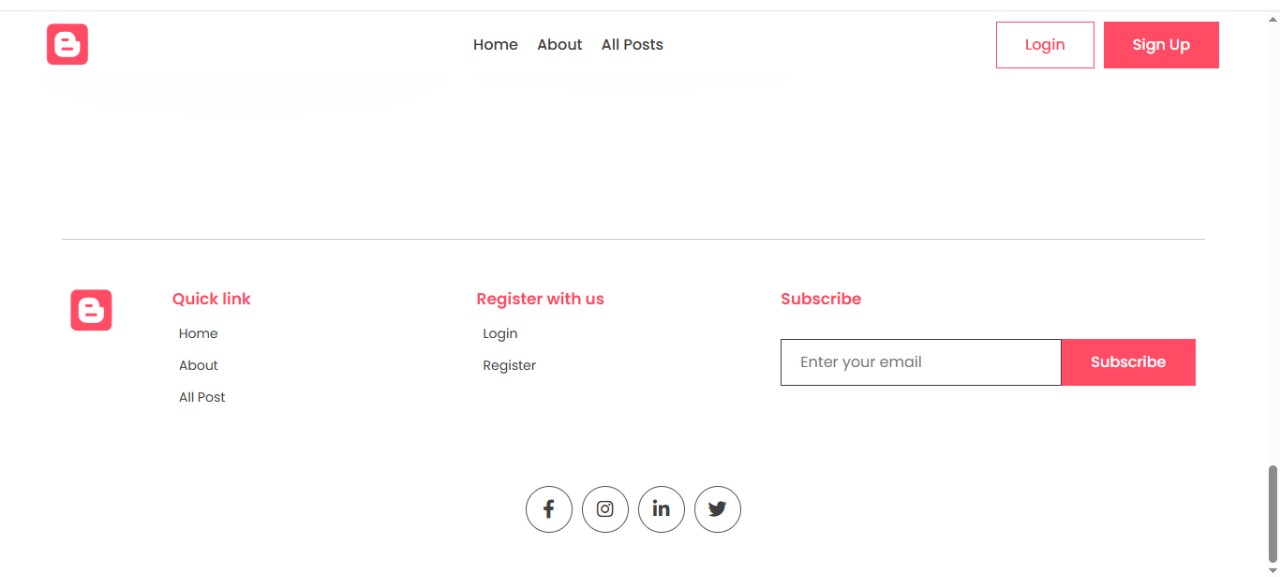 Home About All Posts Login Sign Up
Quick link Register with us Subscribe
Home Login
About Register
Enter your email Subscribe
All Post